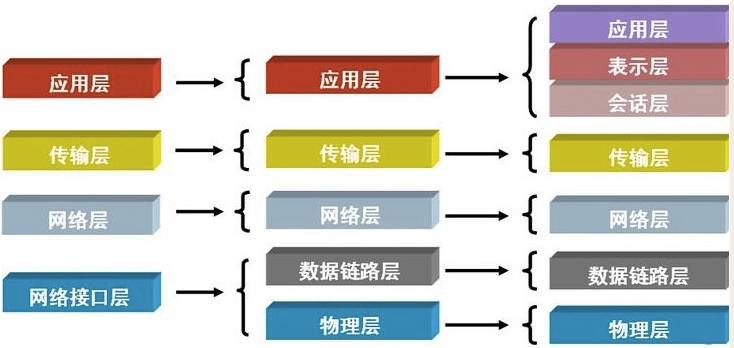 应用层
传输层
网络层
网络接口层
应用层
传输层
网络层
数据链路层
物理层
应用层
表示层
会话层
传输层
网络层
数据链路层
物理层